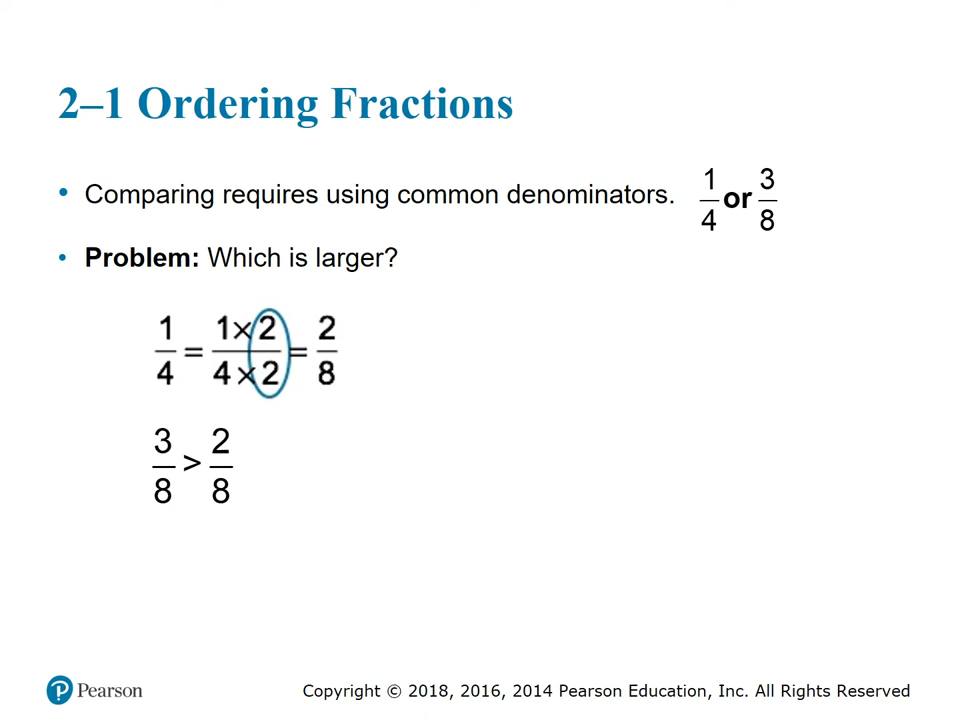 2–1 Ordering Fractions
• Comparing requires using common denominators. 1/4 or 3/8
• Problem: Which is larger?
1/4 = 1×2/4×2 = 2/8
3/8 > 2/8
Pearson
Copyright © 2018, 2016, 2014 Pearson Education, Inc. All Rights Reserved